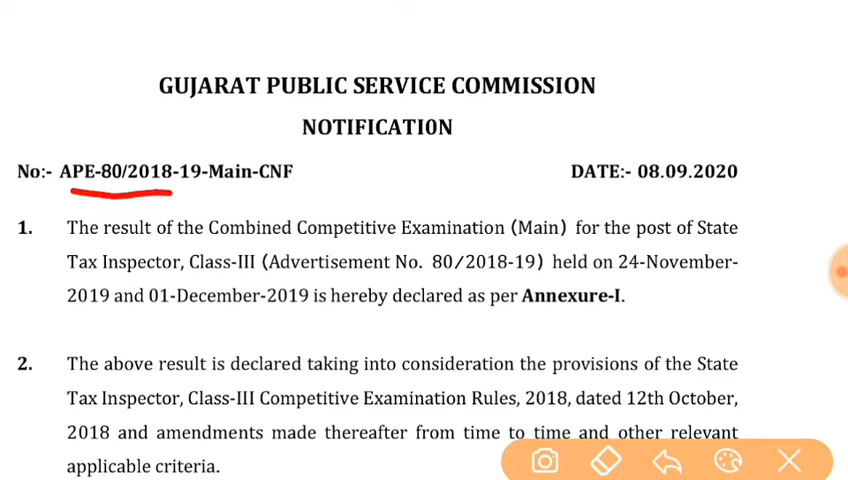 GUJARAT PUBLIC SERVICE COMMISSION
NOTIFICATI0N
No:- APE-80/2018-19-Main-CNF DATE:- 08.09.2020
1. The result of the Combined Competitive Examination (Main) for the post of State
Tax Inspector, Class-III (Advertisement No. 80/2018-19) held on 24-November-
2019 and 01-December-2019 is hereby declared as per Annexure-I.
2. The above result is declared taking into consideration the provisions of the State
Tax Inspector, Class-III Competitive Examination Rules, 2018, dated 12th October,
2018 and amendments made thereafter from time to time and other relevant
applicable criteria.